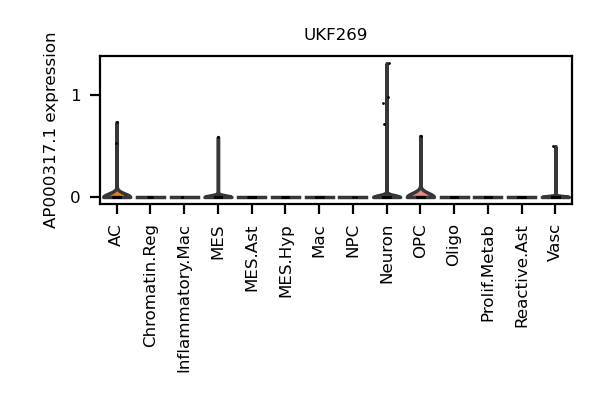 UKF269
AP000317.1 expression
1
0
AC
Chromatin.Reg
Inflammatory.Mac
MES
MES.Ast
MES.Hyp
Mac
NPC
Neuron
OPC
Oligo
Prolif.Metab
Reactive.Ast
Vasc